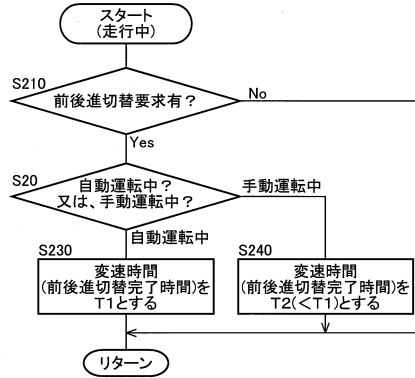 スタート
(走行中)
S210
前後進切替要求有?
No
Yes
S20
自動運転中?
又は、手動運転中?
手動運転中
自動運転中
S230
変速時間
(前後進切替完了時間)を
T1とする
S240
変速時間
(前後進切替完了時間)を
T2(<T1)とする
リターン